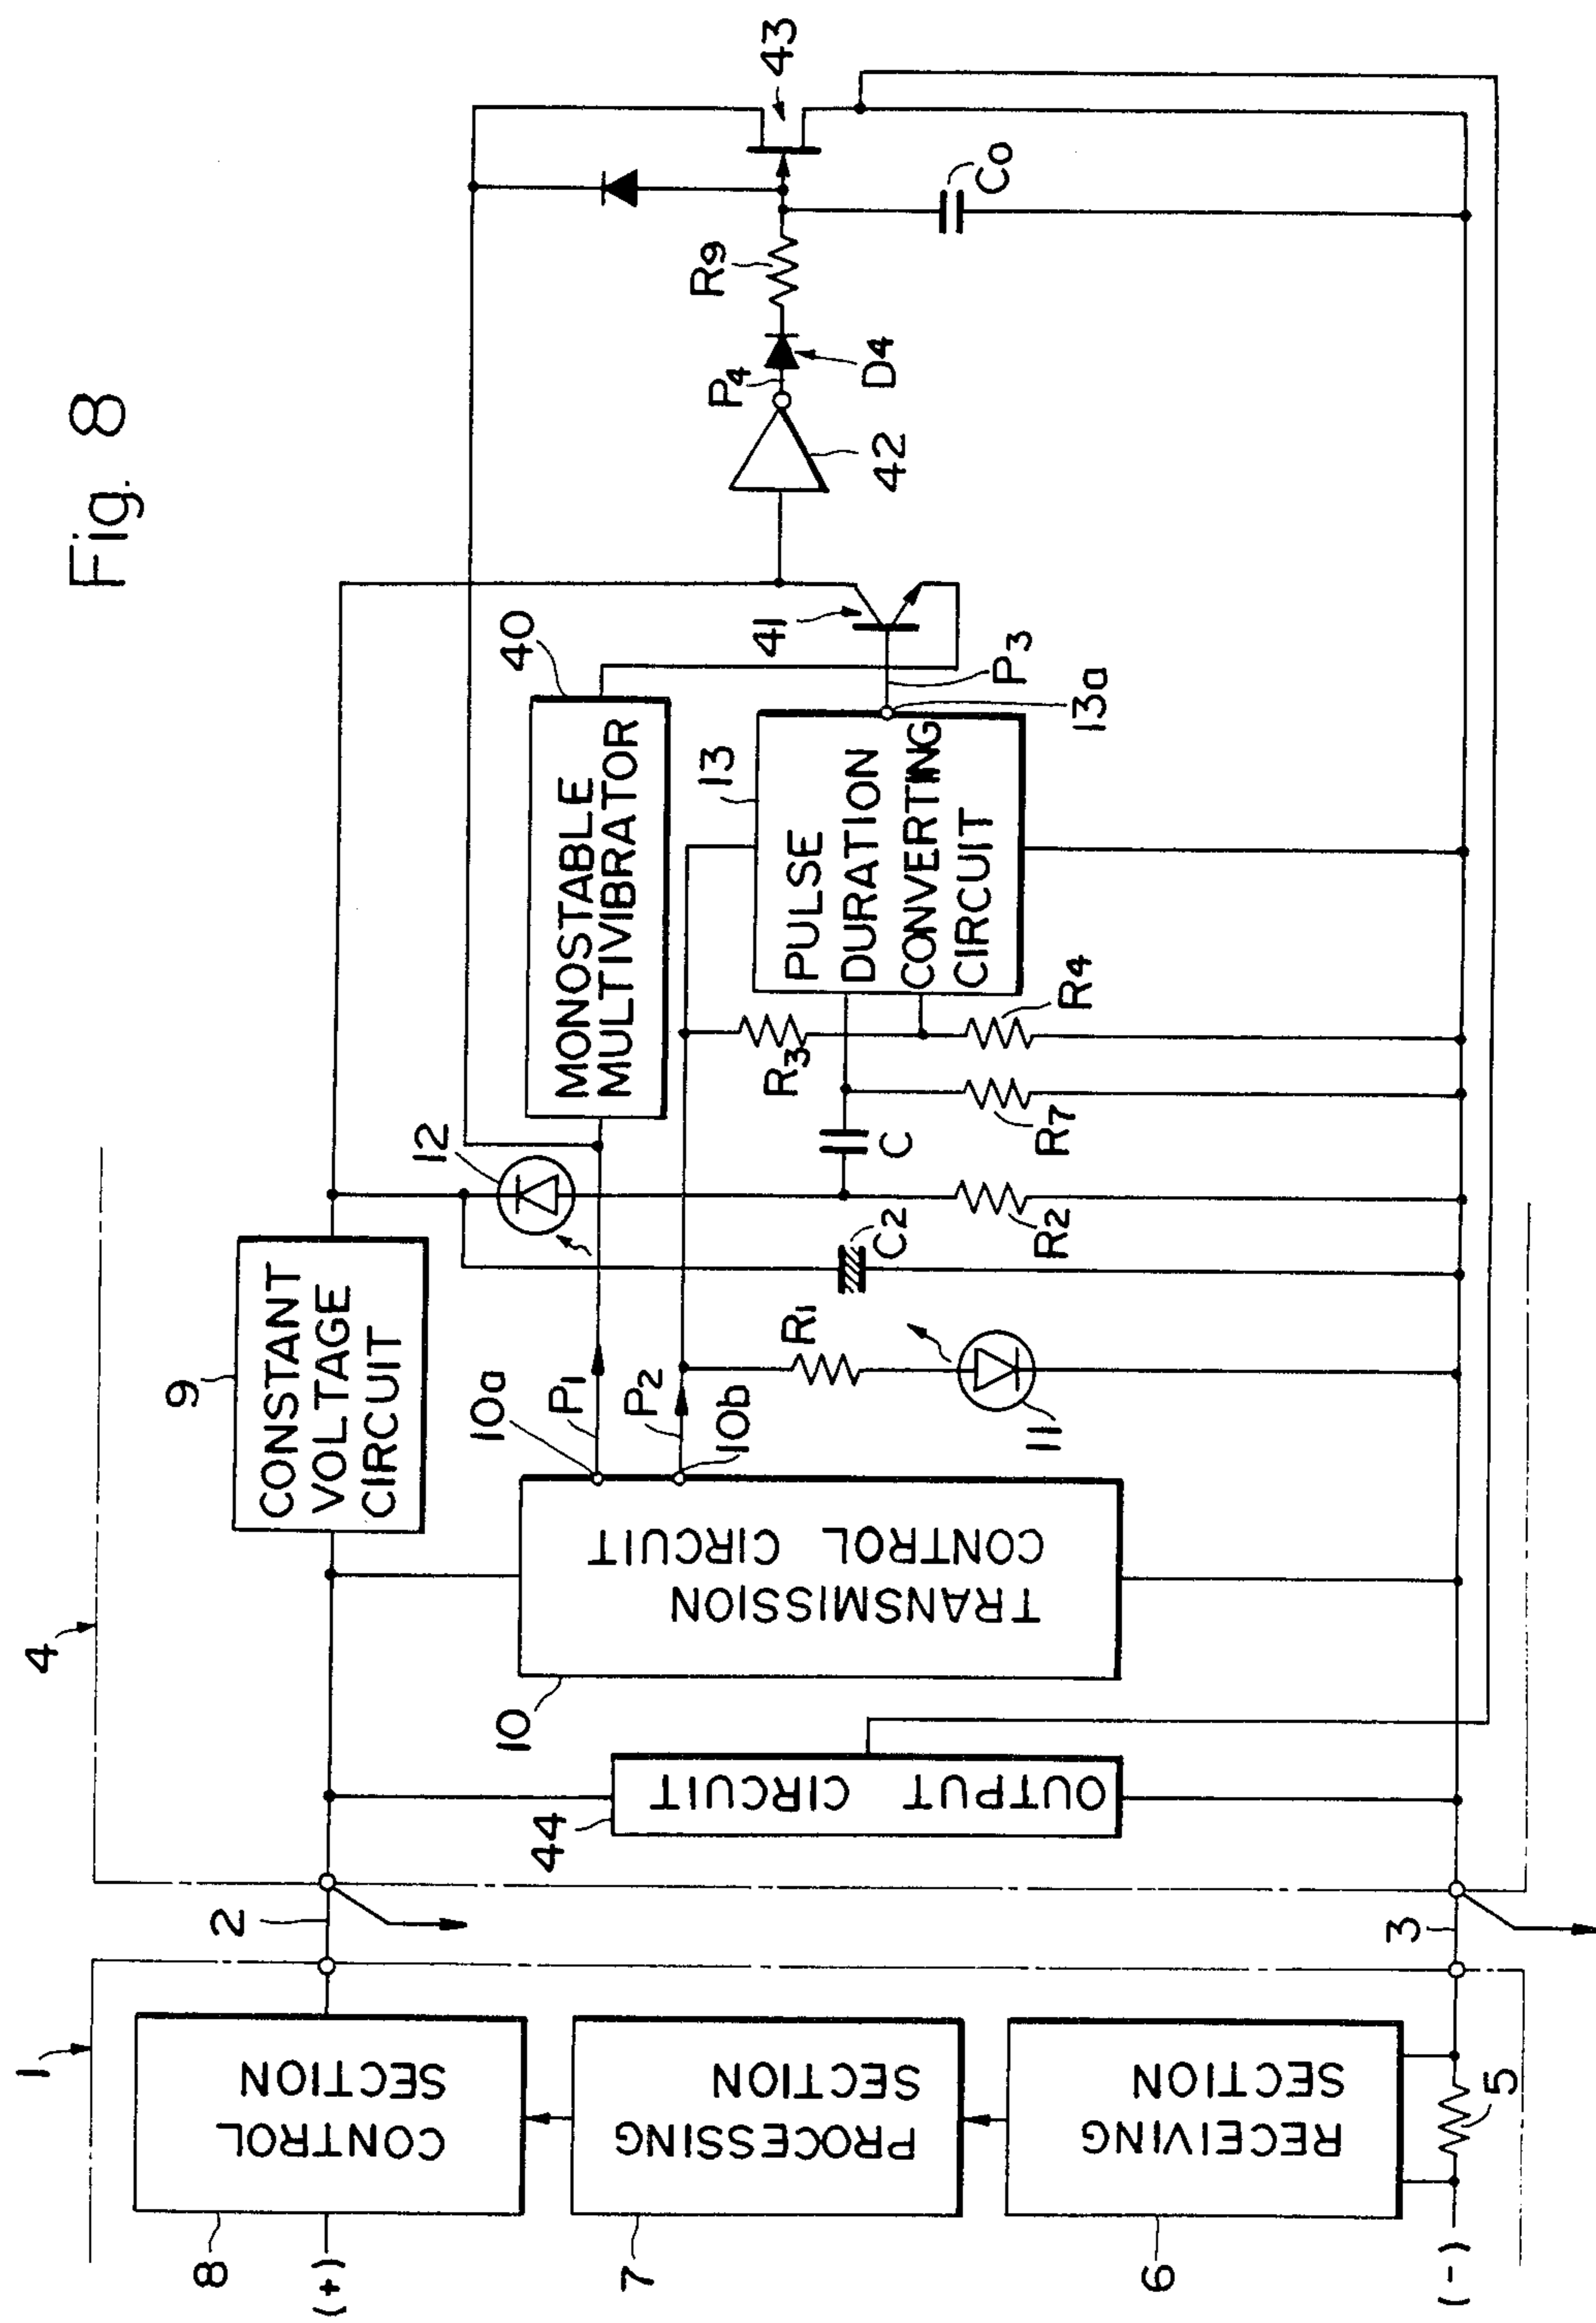 Fig. 8
4
1
9
CONSTANT
VOLTAGE
CIRCUIT
12
40
MONOSTABLE
MULTIVIBRATOR
43
2
8
CONTROL
SECTION
(+)
7
PROCESSING
SECTION
6
RECEIVING
SECTION
(-)
5
3
44
OUTPUT CIRCUIT
10
TRANSMISSION
CONTROL CIRCUIT
10a
P1
P2
10b
R1
11
C2
R2
C
R7
R3
R4
13
PULSE
DURATION
CONVERTING
CIRCUIT
13a
P3
41
42
P4
D4
R9
C0